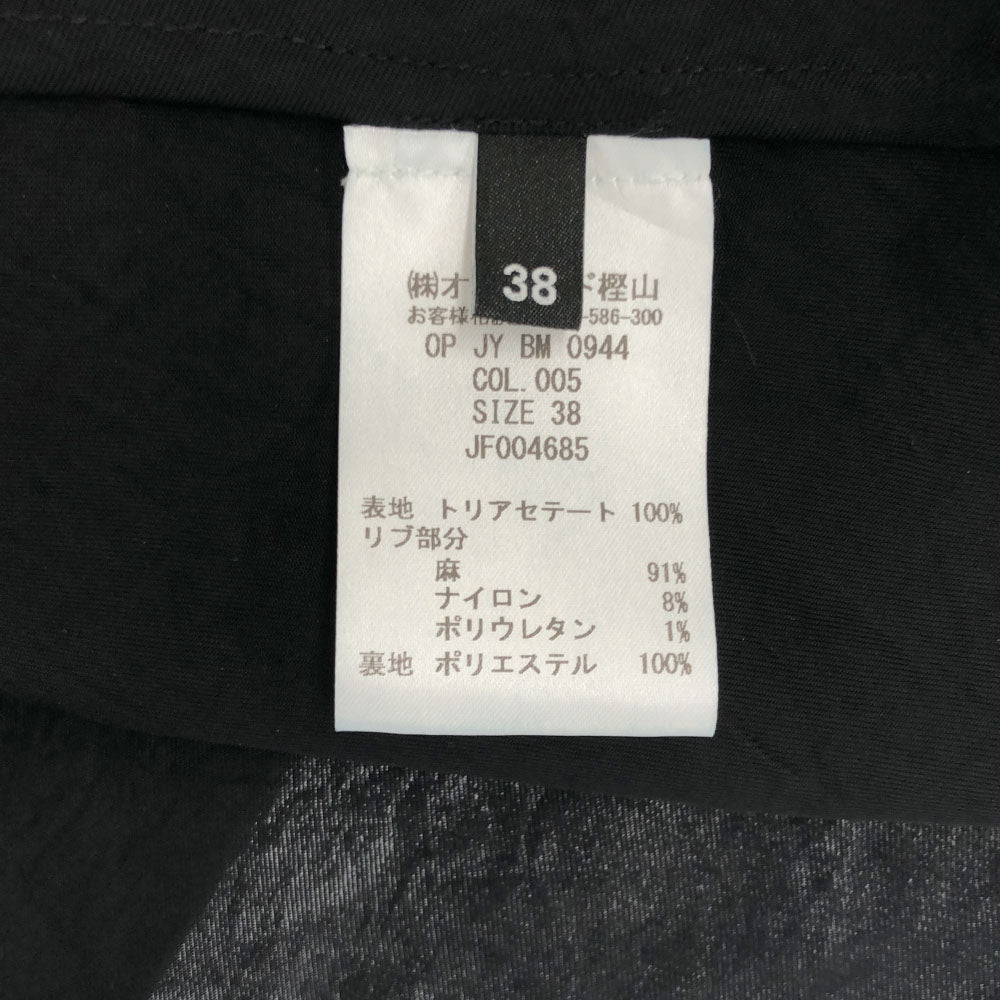 38
㈱オ ド樫山
お客様相談 -586-300
OP JY BM 0944
COL.005
SIZE 38
JF004685
表地 トリアセテート 100%
リブ部分
麻 91%
ナイロン 8%
ポリウレタン 1%
裏地 ポリエステル 100%